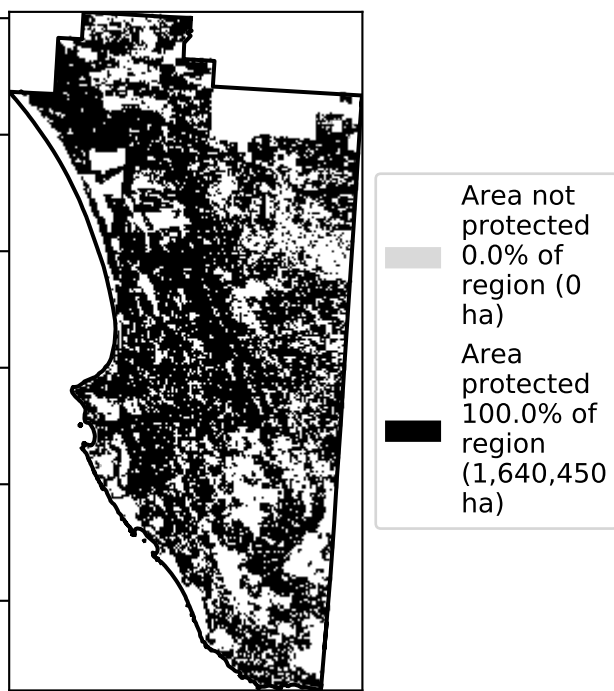 Area not
protected
0.0% of
region (0
ha)
Area
protected
100.0% of
region
(1,640,450
ha)